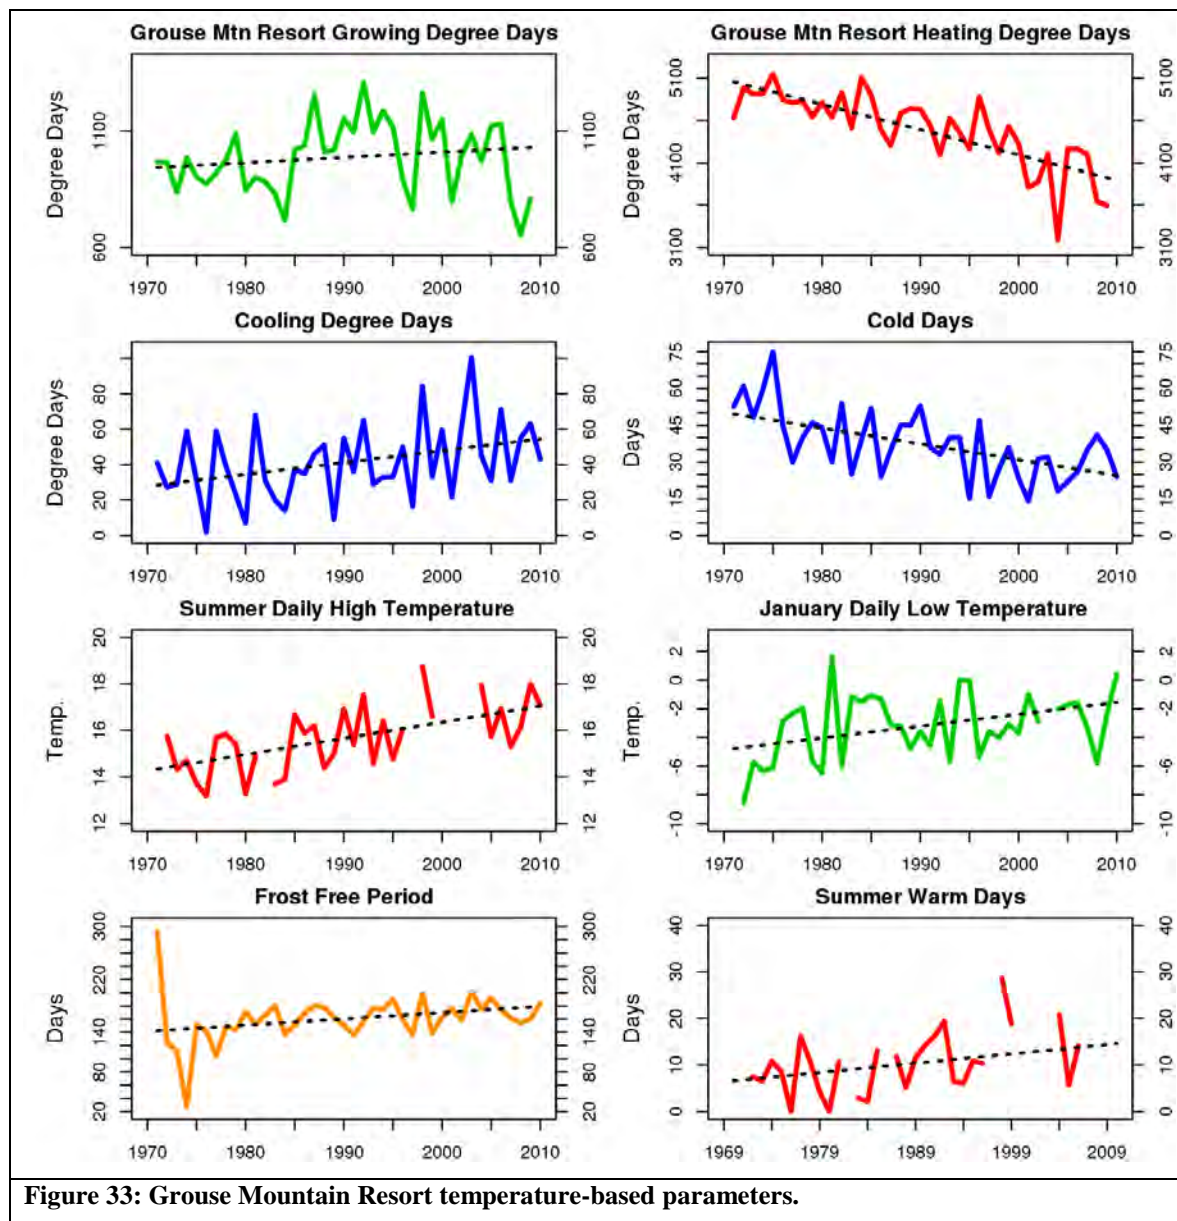 Grouse Mtn Resort Growing Degree Days
Degree Days
600 1100
600 1100
1970 1980 1990 2000 2010
Grouse Mtn Resort Heating Degree Days
Degree Days
3100 4100 5100
3100 4100 5100
1970 1980 1990 2000 2010
Cooling Degree Days
Degree Days
0 20 40 60 80
0 20 40 60 80
1970 1980 1990 2000 2010
Cold Days
Days
0 15 30 45 60 75
0 15 30 45 60 75
1970 1980 1990 2000 2010
Summer Daily High Temperature
Temp.
12 14 16 18 20
12 14 16 18 20
1970 1980 1990 2000 2010
January Daily Low Temperature
Temp.
-10 -6 -2 0 2
-10 -6 -2 0 2
1970 1980 1990 2000 2010
Frost Free Period
Days
20 80 140 220 300
20 80 140 220 300
1970 1980 1990 2000 2010
Summer Warm Days
Days
0 10 20 30 40
0 10 20 30 40
1969 1979 1989 1999 2009
Figure 33: Grouse Mountain Resort temperature-based parameters.